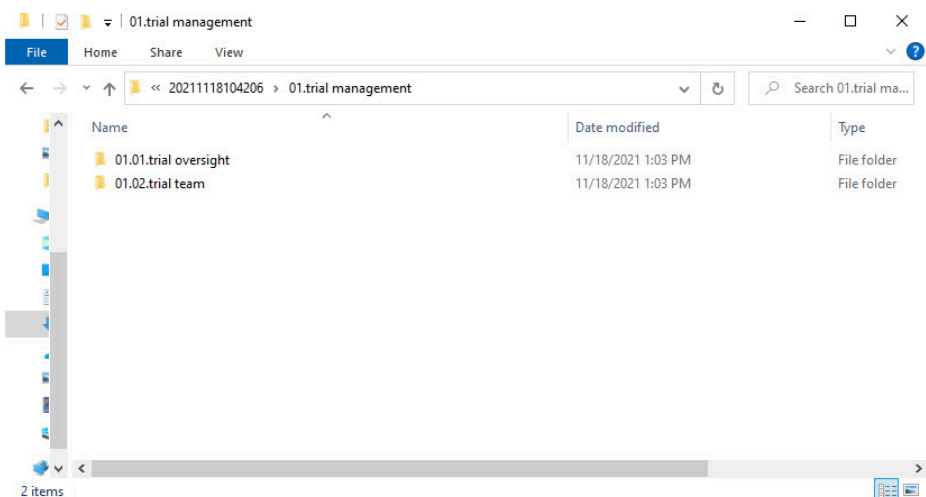 01.trial management
File Home Share View
« 20211118104206 › 01.trial management
Search 01.trial ma...
Name Date modified Type
01.01.trial oversight 11/18/2021 1:03 PM File folder
01.02.trial team 11/18/2021 1:03 PM File folder
2 items